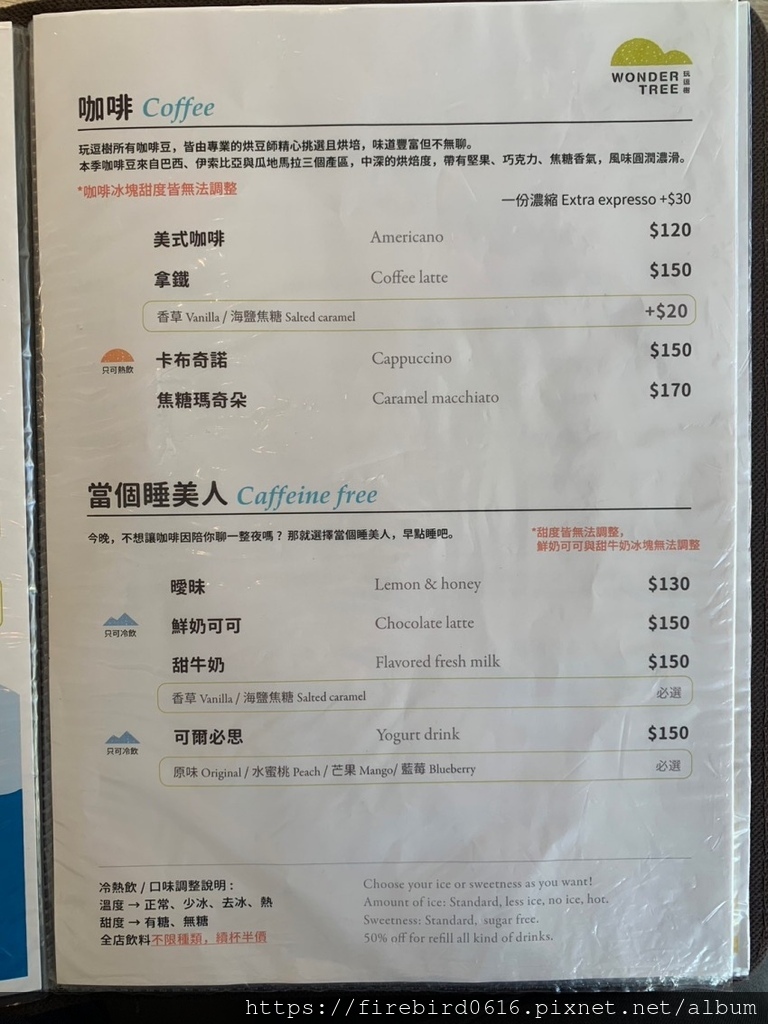 WONDER TREE 玩逗樹
咖啡 Coffee
玩逗樹所有咖啡豆，皆由專業的烘豆師精心挑選且烘培，味道豐富但不無聊。
本季咖啡豆來自巴西、伊索比亞與瓜地馬拉三個產區，中深的烘焙度，帶有堅果、巧克力、焦糖香氣，風味圓潤濃滑。
*咖啡冰塊甜度皆無法調整
一份濃縮 Extra expresso +$30
美式咖啡 Americano $120
拿鐵 Coffee latte $150
香草 Vanilla / 海鹽焦糖 Salted caramel +$20
只可熱飲
卡布奇諾 Cappuccino $150
焦糖瑪奇朵 Caramel macchiato $170
當個睡美人 Caffeine free
今晚，不想讓咖啡因陪你聊一整夜嗎？那就選擇當個睡美人，早點睡吧。
*甜度皆無法調整，
鮮奶可可與甜牛奶冰塊無法調整
曖昧 Lemon & honey $130
只可冷飲
鮮奶可可 Chocolate latte $150
甜牛奶 Flavored fresh milk $150
香草 Vanilla / 海鹽焦糖 Salted caramel 必選
只可冷飲
可爾必思 Yogurt drink $150
原味 Original / 水蜜桃 Peach / 芒果 Mango/ 藍莓 Blueberry 必選
冷熱飲 / 口味調整說明 :
溫度 → 正常、少冰、去冰、熱
甜度 → 有糖、無糖
全店飲料不限種類，續杯半價
Choose your ice or sweetness as you want!
Amount of ice: Standard, less ice, no ice, hot.
Sweetness: Standard, sugar free.
50% off for refill all kind of drinks.
https://firebird0616.pixnet.net/album